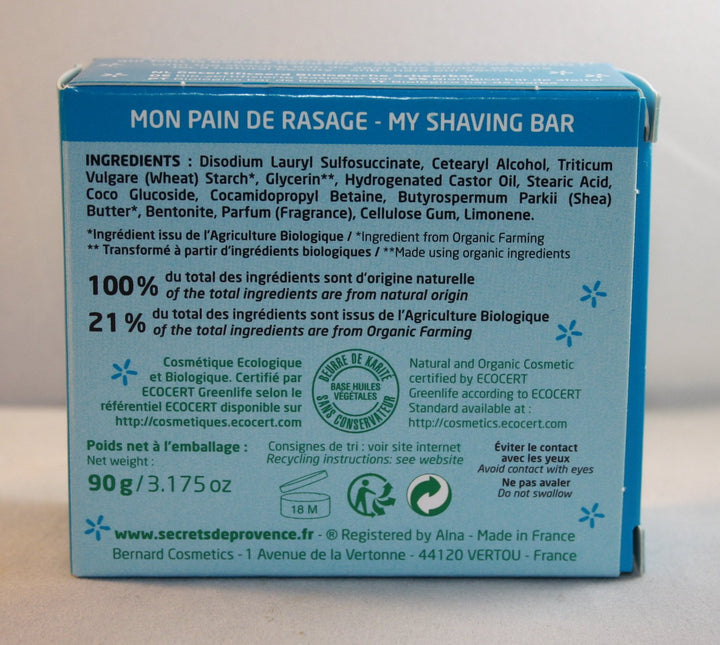 NL Gecertificeerd Biologische Scheerbar
MON PAIN DE RASAGE - MY SHAVING BAR
INGREDIENTS : Disodium Lauryl Sulfosuccinate, Cetearyl Alcohol, Triticum
Vulgare (Wheat) Starch*, Glycerin**, Hydrogenated Castor Oil, Stearic Acid,
Coco Glucoside, Cocamidopropyl Betaine, Butyrospermum Parkii (Shea)
Butter*, Bentonite, Parfum (Fragrance), Cellulose Gum, Limonene.
*Ingrédient issu de l'Agriculture Biologique / *Ingredient from Organic Farming
** Transformé à partir d'ingrédients biologiques / **Made using organic ingredients
100% du total des ingrédients sont d'origine naturelle
of the total ingredients are from natural origin
21% du total des ingrédients sont issus de l'Agriculture Biologique
of the total ingredients are from Organic Farming
Cosmétique Ecologique
et Biologique. Certifié par
ECOCERT Greenlife selon le
référentiel ECOCERT disponible sur
http://cosmetiques.ecocert.com
BEURRE DE KARITÉ
BASE HUILES
VÉGÉTALES
SANS CONSERVATEUR
Natural and Organic Cosmetic
certified by ECOCERT
Greenlife according to ECOCERT
Standard available at :
http://cosmetics.ecocert.com
Poids net à l'emballage :
Net weight :
90g/3.175oz
Consignes de tri : voir site internet
Recycling instructions: see website
18 M
Éviter le contact
avec les yeux
Avoid contact with eyes
Ne pas avaler
Do not swallow
www.secretsdeprovence.fr - ® Registered by Alna - Made in France
Bernard Cosmetics - 1 Avenue de la Vertonne - 44120 VERTOU - France